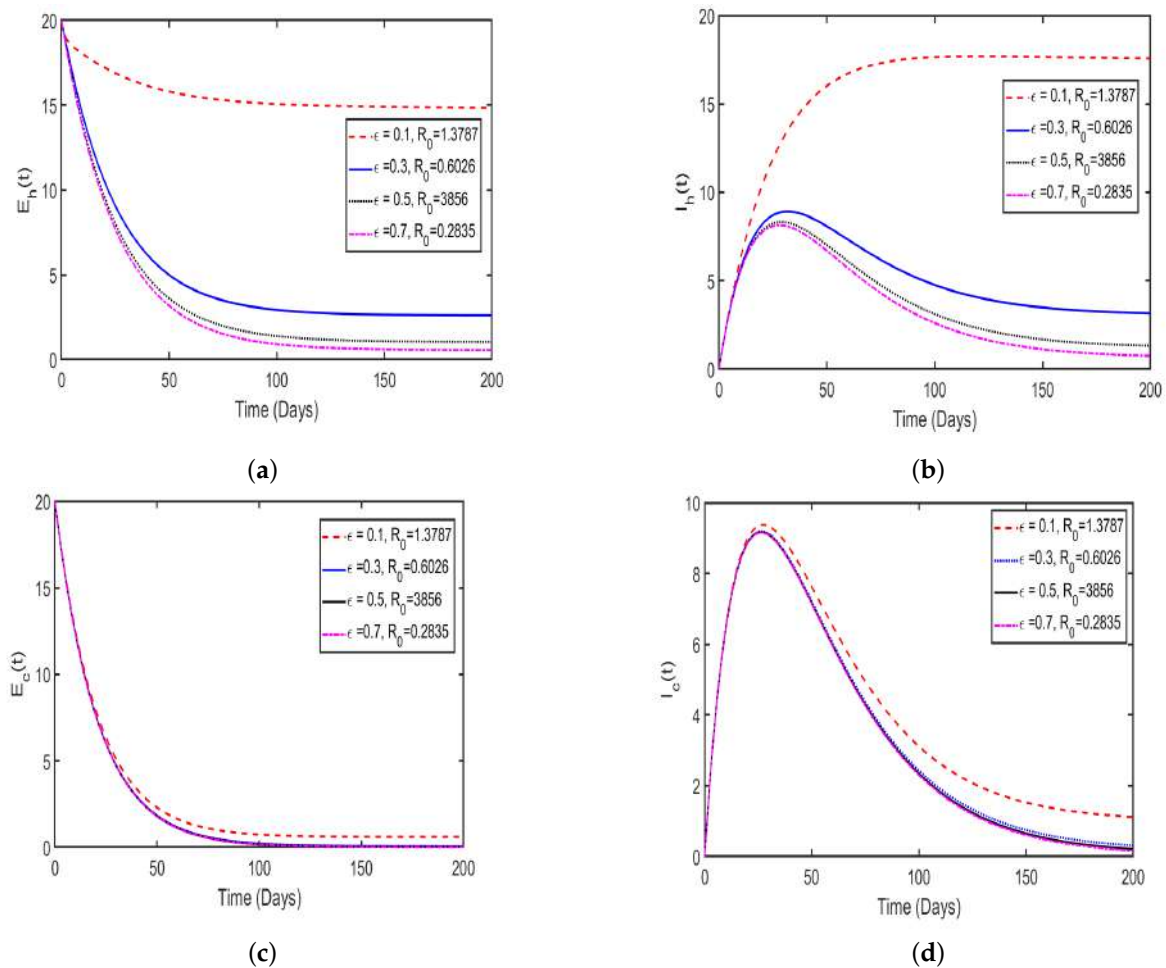 20
15
10
5
0
E_h(t)
ϵ = 0.1, R_0=1.3787
ϵ =0.3, R_0=0.6026
ϵ = 0.5, R_0=3856
ϵ =0.7, R_0=0.2835
0 50 100 150 200
Time (Days)
(a)
20
15
10
5
0
I_h(t)
ϵ = 0.1, R_0=1.3787
ϵ =0.3, R_0=0.6026
ϵ = 0.5, R_0=3856
ϵ =0.7, R_0=0.2835
0 50 100 150 200
Time (Days)
(b)
20
15
10
5
0
E_c(t)
ϵ = 0.1, R_0=1.3787
ϵ =0.3, R_0=0.6026
ϵ = 0.5, R_0=3856
ϵ =0.7, R_0=0.2835
0 50 100 150 200
Time (Days)
(c)
10
8
6
4
2
0
I_c(t)
ϵ = 0.1, R_0=1.3787
ϵ =0.3, R_0=0.6026
ϵ = 0.5, R_0=3856
ϵ =0.7, R_0=0.2835
0 50 100 150 200
Time (Days)
(d)